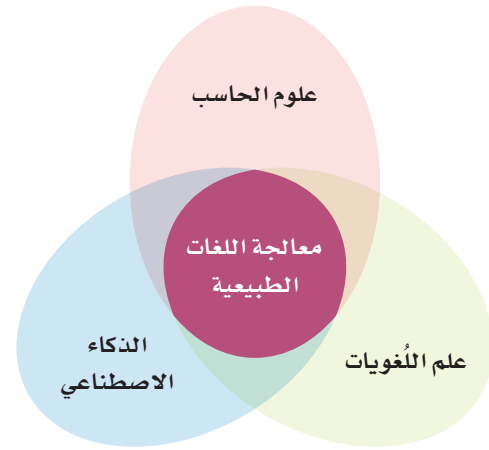 علوم الحاسب
معالجة اللغات
الطبيعية
علم اللُغويات
الذكاء
الاصطناعي